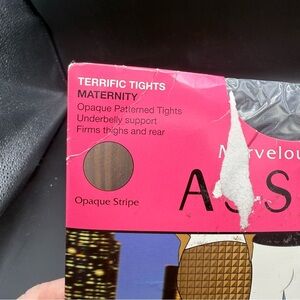 TERRIFIC TIGHTS
MATERNITY
Opaque Patterned Tights
Underbelly support
Firms thighs and rear
Opaque Stripe